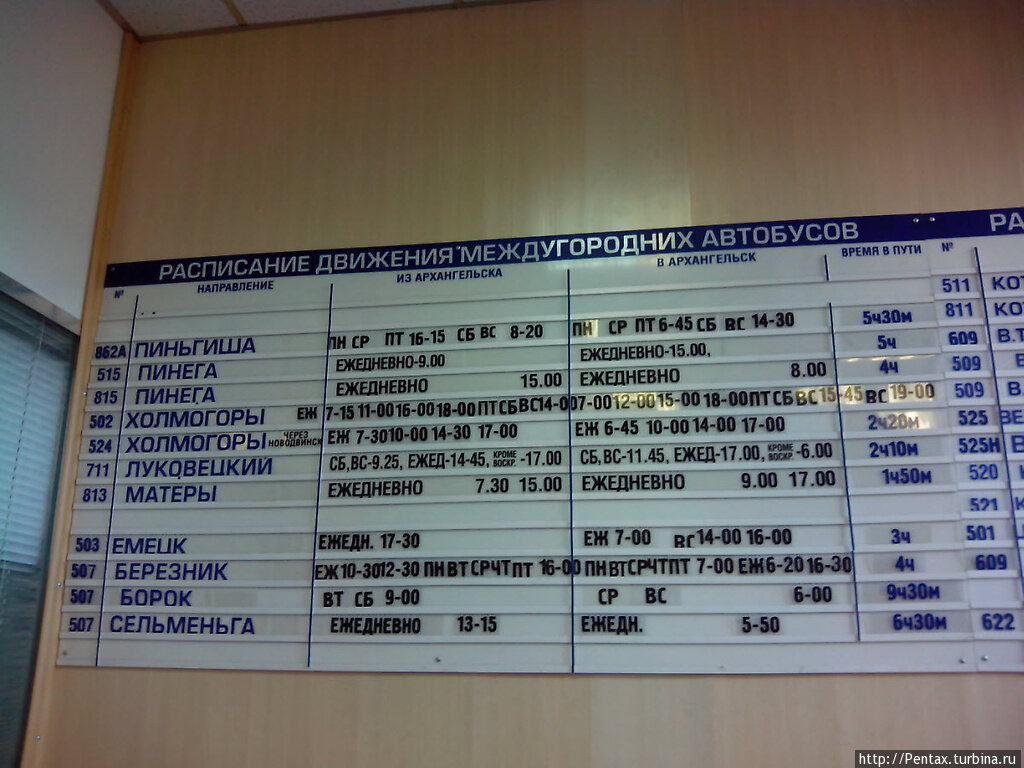 РАСПИСАНИЕ ДВИЖЕНИЯ МЕЖДУГОРОДНИХ АВТОБУСОВ РА
№ НАПРАВЛЕНИЕ ИЗ АРХАНГЕЛЬСКА В АРХАНГЕЛЬСК ВРЕМЯ В ПУТИ №
511 КОТ
862А ПИНЬГИША ПН СР ПТ 16-15 СБ ВС 8-20 ПН СР ПТ 6-45 СБ ВС 14-30 5ч30м 811 КО
515 ПИНЕГА ЕЖЕДНЕВНО-9.00 ЕЖЕДНЕВНО-15.00, 5ч 609 В.Т
815 ПИНЕГА ЕЖЕДНЕВНО 15.00 ЕЖЕДНЕВНО 8.00 4ч 509 В.
502 ХОЛМОГОРЫ ЕЖ 7-15 11-00 16-00 18-00 ПТ СБ ВС 14-0 07-00 12-00 15-00 18-00 ПТ СБ ВС 15-45 ВС 19-00 509 В.
524 ХОЛМОГОРЫ ЧЕРЕЗ НОВОДВИНСК ЕЖ 7-30 10-00 14-30 17-00 ЕЖ 6-45 10-00 14-00 17-00 2ч20м 525 ВЕ
711 ЛУКОВЕЦКИЙ СБ,ВС-9.25, ЕЖЕД-14-45, КРОМЕ ВОСКР. -17.00 СБ,ВС-11.45, ЕЖЕД-17.00, КРОМЕ ВОСКР. -6.00 2ч10м 525Н В
813 МАТЕРЫ ЕЖЕДНЕВНО 7.30 15.00 ЕЖЕДНЕВНО 9.00 17.00 1ч50м 520
521
503 ЕМЕЦК ЕЖЕДН. 17-30 ЕЖ 7-00 ВС 14-00 16-00 3ч 501
507 БЕРЕЗНИК ЕЖ 10-30 12-30 ПН ВТ СР ЧТ ПТ 16-00 ПН ВТ СР ЧТ ПТ 7-00 ЕЖ 6-20 16-30 4ч 609
507 БОРОК ВТ СБ 9-00 СР ВС 6-00 9ч30м
507 СЕЛЬМЕНЬГА ЕЖЕДНЕВНО 13-15 ЕЖЕДН. 5-50 6ч30м 622
http://Pentax.turbina.ru